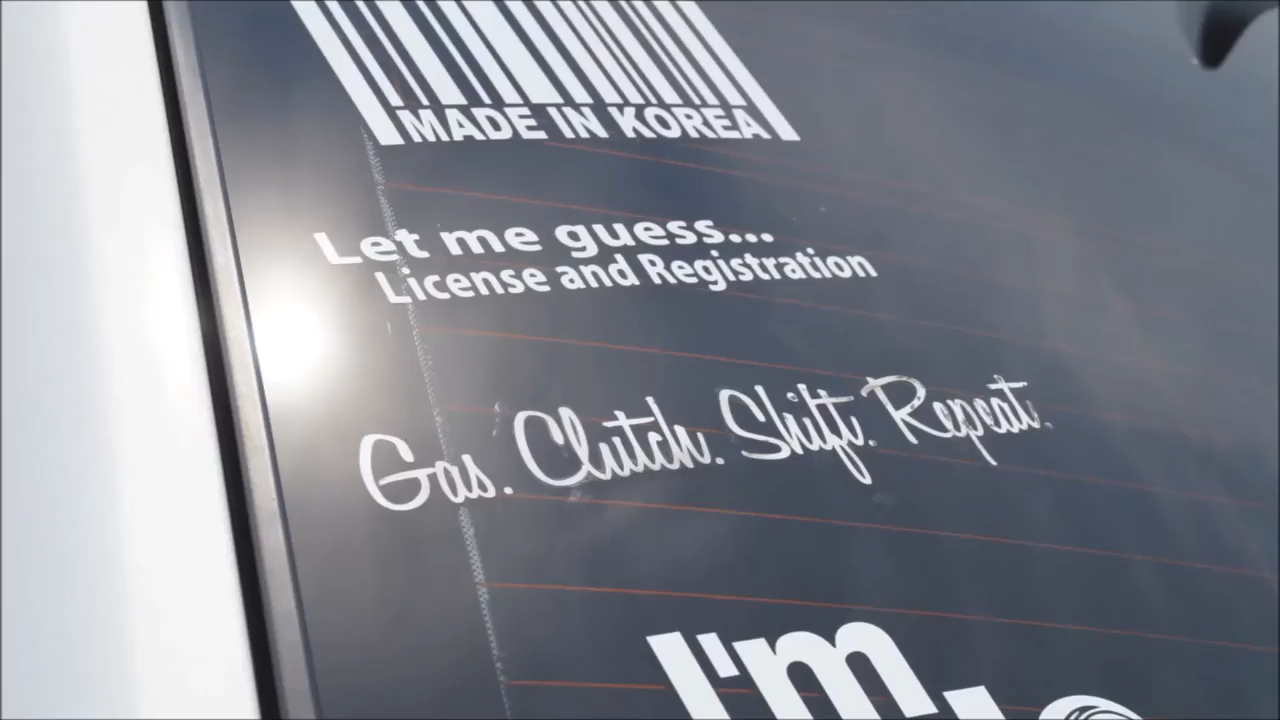 MADE IN KOREA
Let me guess...
License and Registration
Gas. Clutch. Shift. Repeat.
I'm